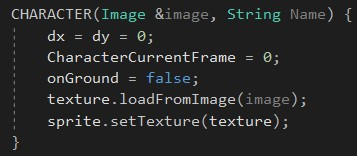 CHARACTER(Image &image, String Name) {
dx = dy = 0;
CharacterCurrentFrame = 0;
onGround = false;
texture.loadFromImage(image);
sprite.setTexture(texture);
}